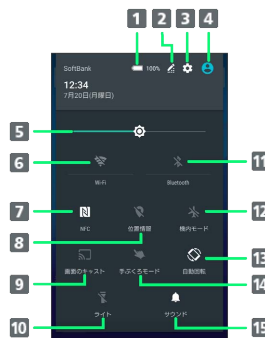 1 2 3 4
SoftBank 100%
12:34
7月20日(月曜日)
5
6 11
Wi-Fi Bluetooth
7 12
NFC 位置情報 機内モード
8
13
画面のキャスト 手ぶくろモード 自動回転
9 14
ライト サウンド
10 15